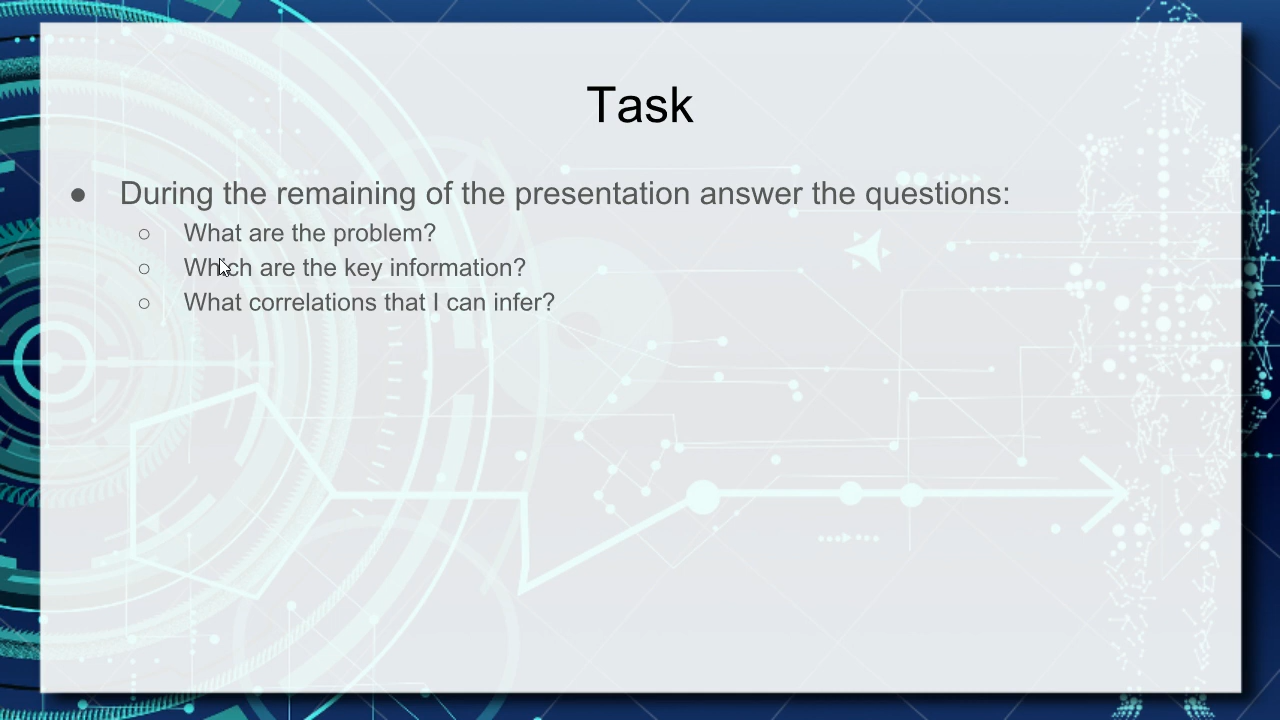 Task
● During the remaining of the presentation answer the questions:
○ What are the problem?
○ Which are the key information?
○ What correlations that I can infer?